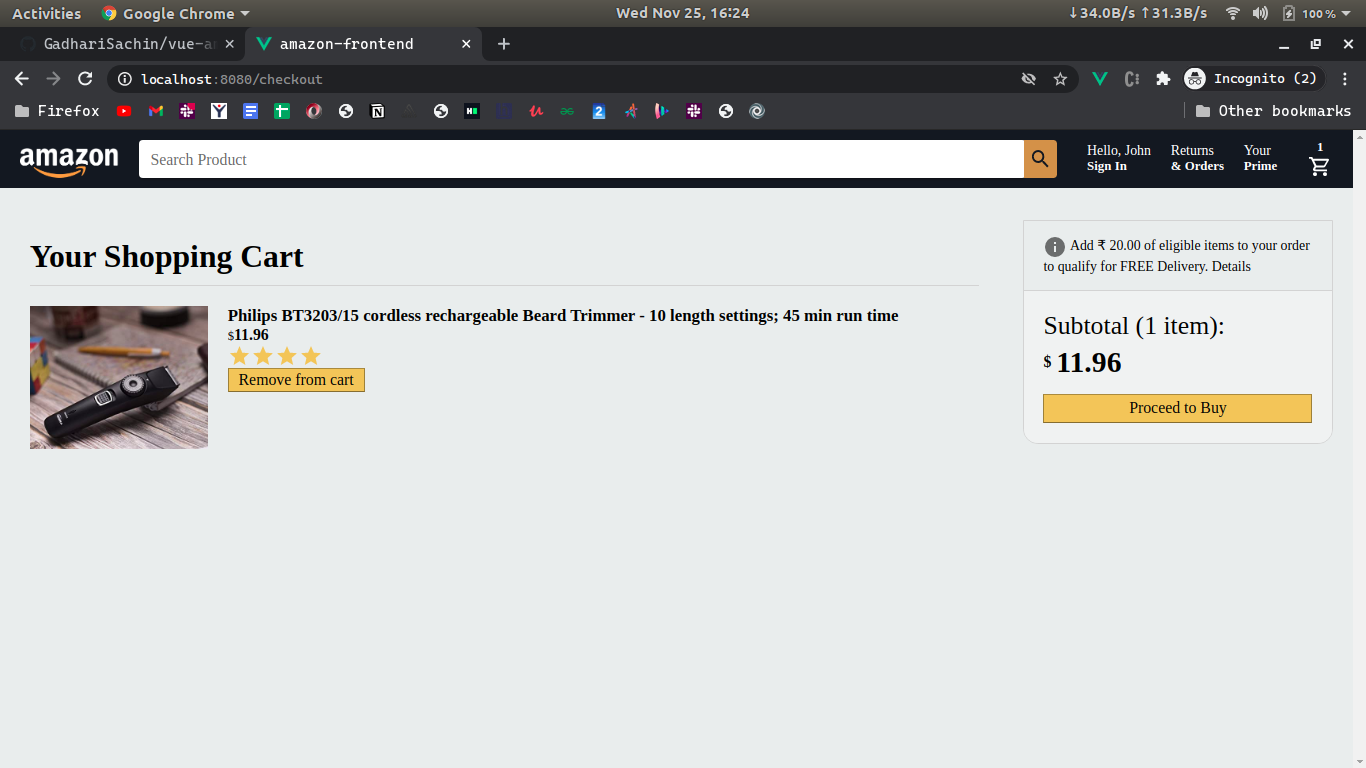 Activities Google Chrome Wed Nov 25, 16:24 ↓34.0B/s ↑31.3B/s 100 %
GadhariSachin/vue-a amazon-frontend
localhost:8080/checkout Incognito (2)
Firefox Other bookmarks
amazon Search Product Hello, John Returns Your 1
Sign In & Orders Prime
Your Shopping Cart
Philips BT3203/15 cordless rechargeable Beard Trimmer - 10 length settings; 45 min run time
$11.96
Remove from cart
Add ₹ 20.00 of eligible items to your order
to qualify for FREE Delivery. Details
Subtotal (1 item):
$ 11.96
Proceed to Buy